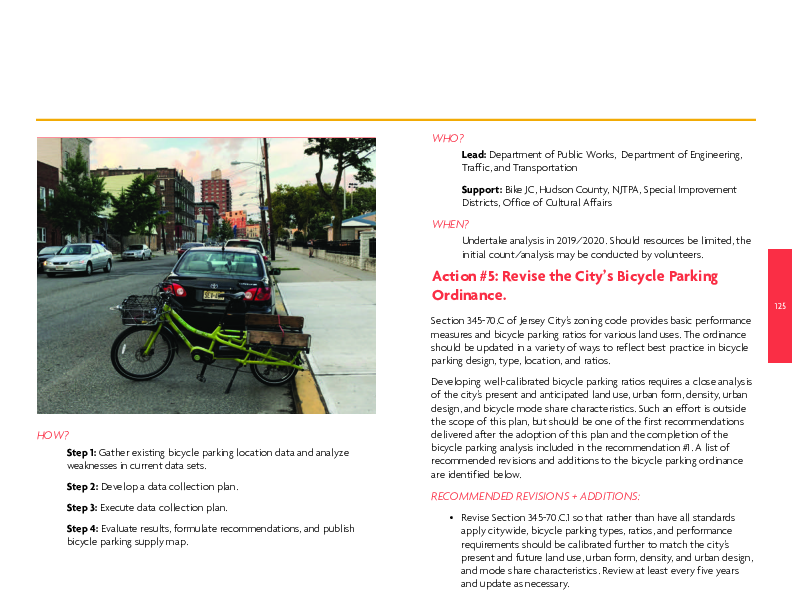 HOW?
Step 1: Gather existing bicycle parking location data and analyze
weaknesses in current data sets.
Step 2: Develop a data collection plan.
Step 3: Execute data collection plan.
Step 4: Evaluate results, formulate recommendations, and publish
bicycle parking supply map.
WHO?
Lead: Department of Public Works, Department of Engineering,
Traffic, and Transportation
Support: Bike JC, Hudson County, NJTPA, Special Improvement
Districts, Office of Cultural Affairs
WHEN?
Undertake analysis in 2019/2020. Should resources be limited, the
initial count/analysis may be conducted by volunteers.
Action #5: Revise the City's Bicycle Parking
Ordinance.
Section 345-70.C of Jersey City's zoning code provides basic performance
measures and bicycle parking ratios for various land uses. The ordinance
should be updated in a variety of ways to reflect best practice in bicycle
parking design, type, location, and ratios.
Developing well-calibrated bicycle parking ratios requires a close analysis
of the city's present and anticipated land use, urban form, density, urban
design, and bicycle mode share characteristics. Such an effort is outside
the scope of this plan, but should be one of the first recommendations
delivered after the adoption of this plan and the completion of the
bicycle parking analysis included in the recommendation #1. A list of
recommended revisions and additions to the bicycle parking ordinance
are identified below.
RECOMMENDED REVISIONS + ADDITIONS:
• Revise Section 345-70.C.1 so that rather than have all standards
apply citywide, bicycle parking types, ratios, and performance
requirements should be calibrated further to match the city's
present and future land use, urban form, density, and urban design,
and mode share characteristics. Review at least every five years
and update as necessary.
125